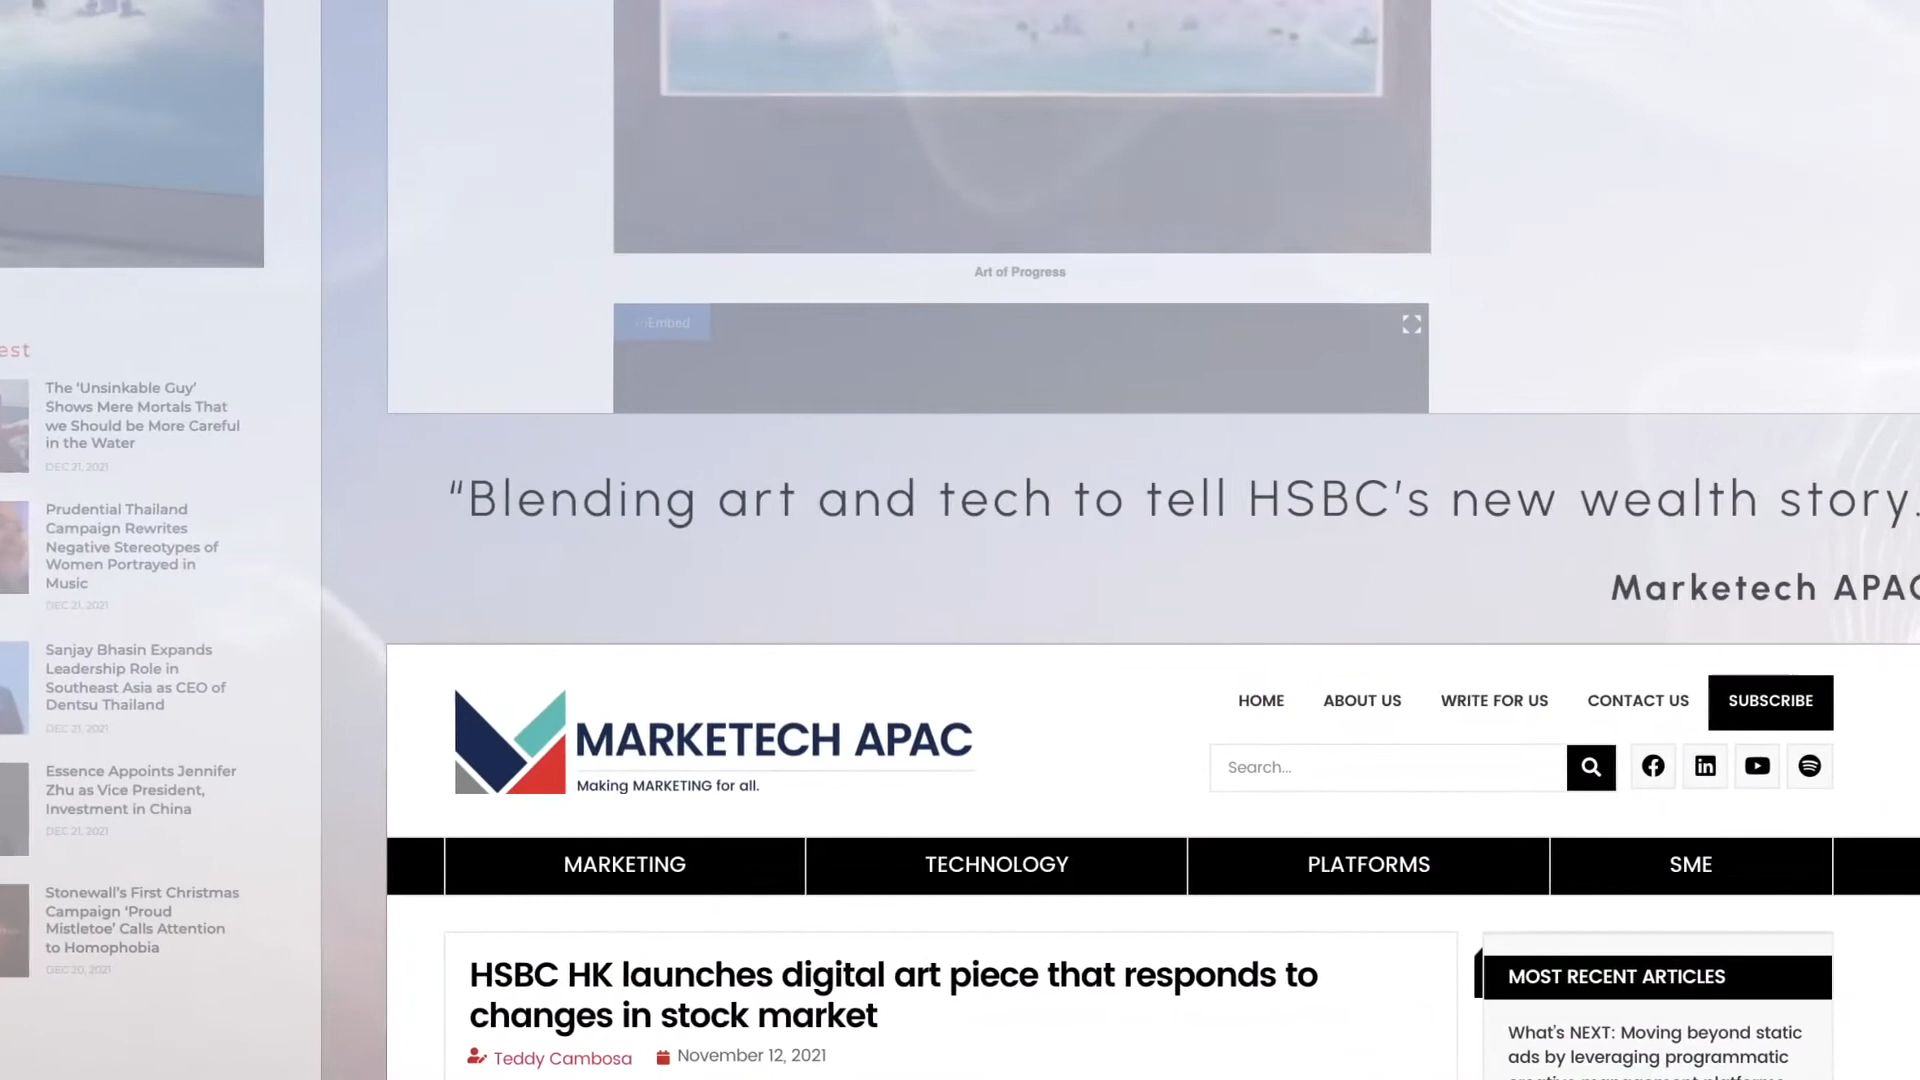 Art of Progress
Embed
The ‘Unsinkable Guy’
Shows Mere Mortals That
we Should be More Careful
in the Water
DEC 21, 2021
Prudential Thailand
Campaign Rewrites
Negative Stereotypes of
Women Portrayed in
Music
DEC 21, 2021
Sanjay Bhasin Expands
Leadership Role in
Southeast Asia as CEO of
Dentsu Thailand
DEC 21, 2021
Essence Appoints Jennifer
Zhu as Vice President,
Investment in China
DEC 21, 2021
Stonewall’s First Christmas
Campaign ‘Proud
Mistletoe’ Calls Attention
to Homophobia
DEC 20, 2021
“Blending art and tech to tell HSBC’s new wealth story.
Marketech APAC
MARKETECH APAC
Making MARKETING for all.
HOME ABOUT US WRITE FOR US CONTACT US SUBSCRIBE
Search...
MARKETING TECHNOLOGY PLATFORMS SME
HSBC HK launches digital art piece that responds to
changes in stock market
Teddy Cambosa November 12, 2021
MOST RECENT ARTICLES
What's NEXT: Moving beyond static
ads by leveraging programmatic